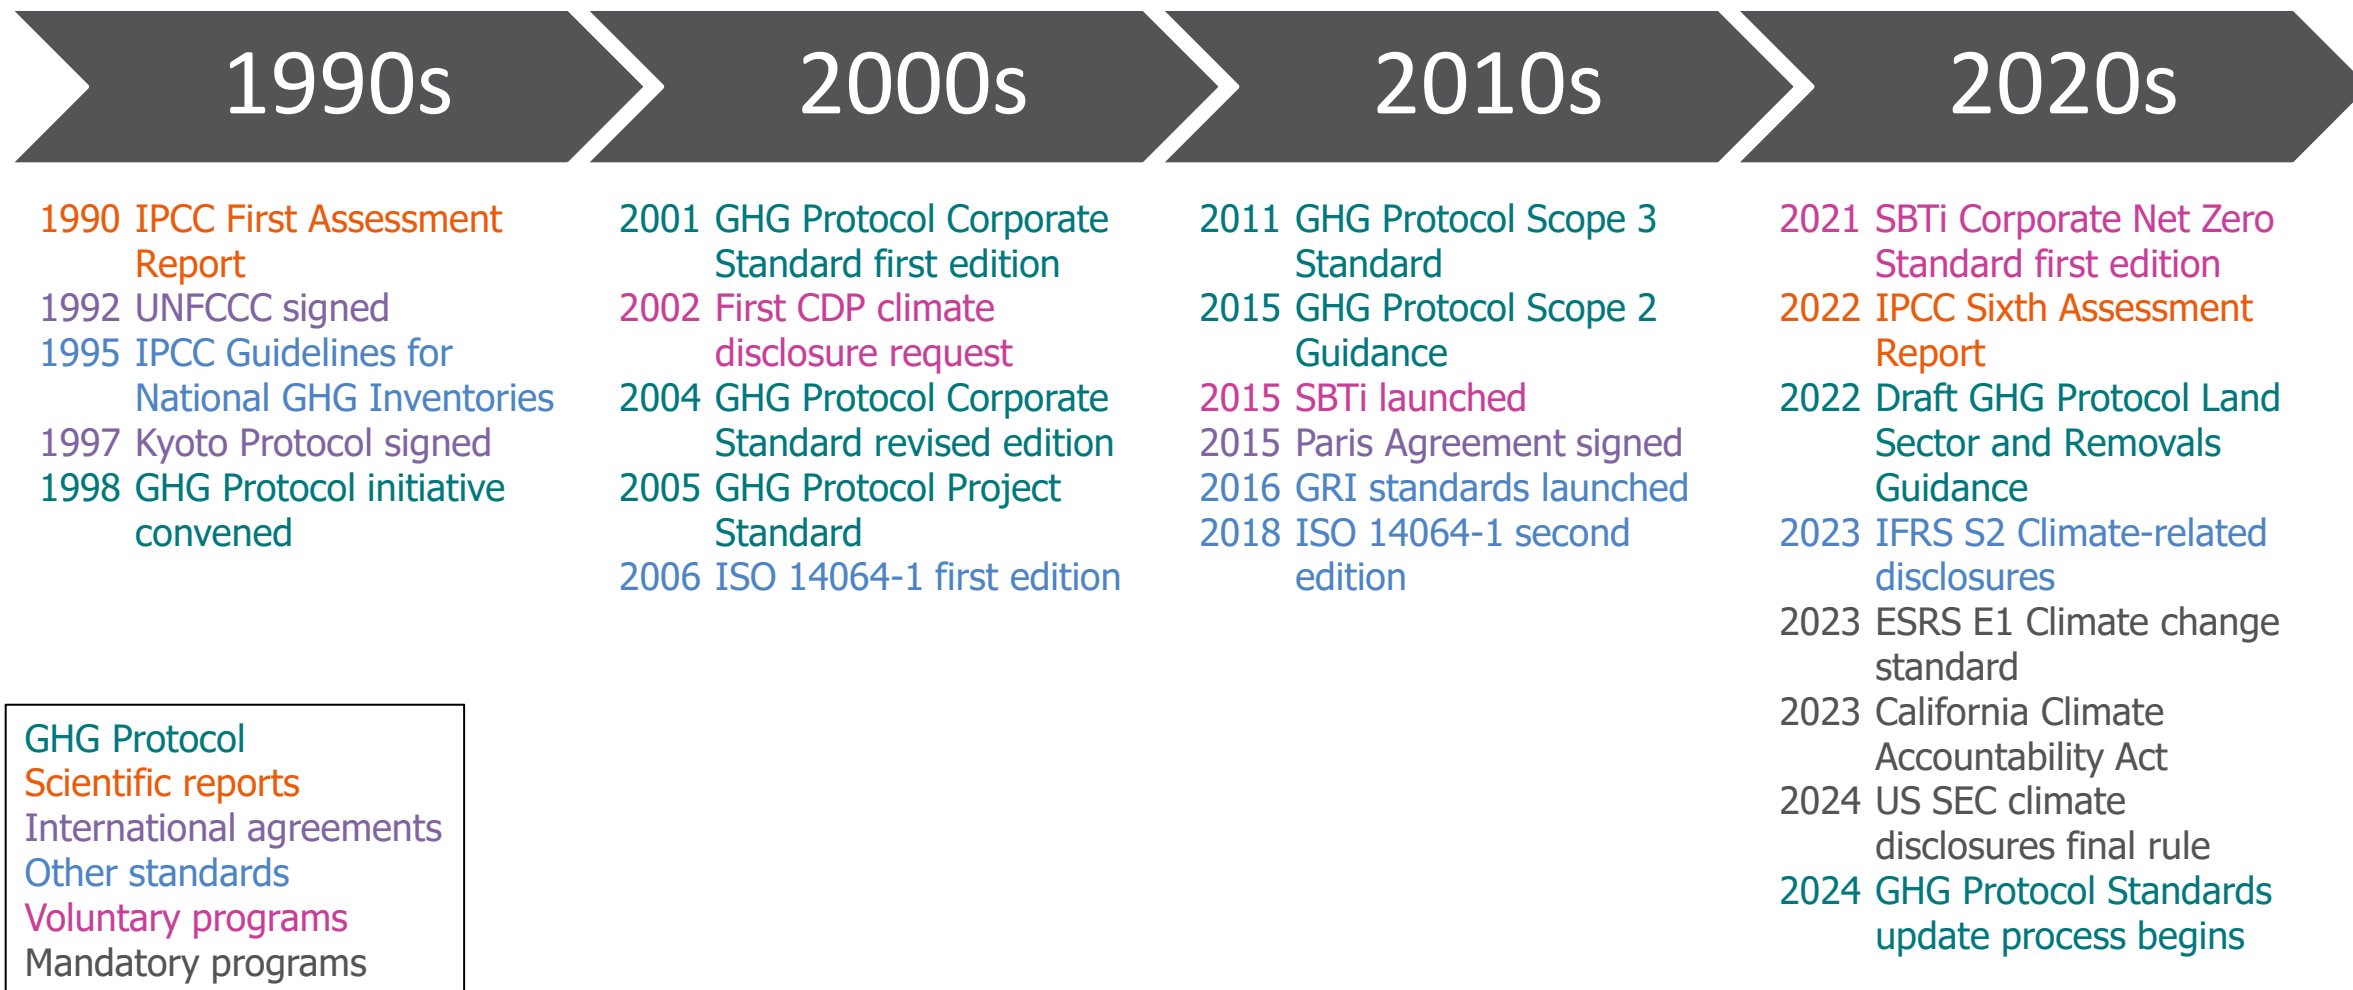 1990s
2000s
2010s
2020s
1990 IPCC First Assessment
Report
1992 UNFCCC signed
1995 IPCC Guidelines for
National GHG Inventories
1997 Kyoto Protocol signed
1998 GHG Protocol initiative
convened
2001 GHG Protocol Corporate
Standard first edition
2002 First CDP climate
disclosure request
2004 GHG Protocol Corporate
Standard revised edition
2005 GHG Protocol Project
Standard
2006 ISO 14064-1 first edition
2011 GHG Protocol Scope 3
Standard
2015 GHG Protocol Scope 2
Guidance
2015 SBTi launched
2015 Paris Agreement signed
2016 GRI standards launched
2018 ISO 14064-1 second
edition
2021 SBTi Corporate Net Zero
Standard first edition
2022 IPCC Sixth Assessment
Report
2022 Draft GHG Protocol Land
Sector and Removals
Guidance
2023 IFRS S2 Climate-related
disclosures
2023 ESRS E1 Climate change
standard
2023 California Climate
Accountability Act
2024 US SEC climate
disclosures final rule
2024 GHG Protocol Standards
update process begins
GHG Protocol
Scientific reports
International agreements
Other standards
Voluntary programs
Mandatory programs